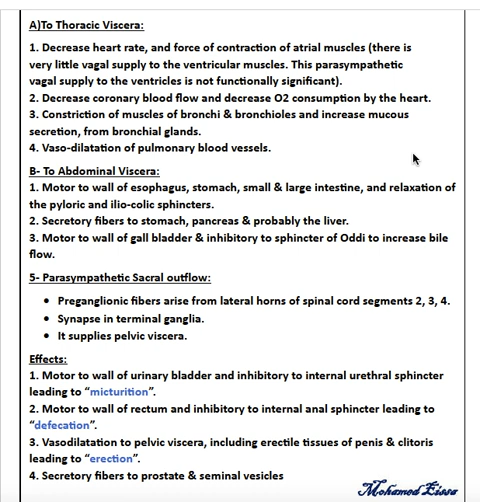 A)To Thoracic Viscera:
1. Decrease heart rate, and force of contraction of atrial muscles (there is
very little vagal supply to the ventricular muscles. This parasympathetic
vagal supply to the ventricles is not functionally significant).
2. Decrease coronary blood flow and decrease O2 consumption by the heart.
3. Constriction of muscles of bronchi & bronchioles and increase mucous
secretion, from bronchial glands.
4. Vaso-dilatation of pulmonary blood vessels.
B- To Abdominal Viscera:
1. Motor to wall of esophagus, stomach, small & large intestine, and relaxation of
the pyloric and ilio-colic sphincters.
2. Secretory fibers to stomach, pancreas & probably the liver.
3. Motor to wall of gall bladder & inhibitory to sphincter of Oddi to increase bile
flow.
5- Parasympathetic Sacral outflow:
• Preganglionic fibers arise from lateral horns of spinal cord segments 2, 3, 4.
• Synapse in terminal ganglia.
• It supplies pelvic viscera.
Effects:
1. Motor to wall of urinary bladder and inhibitory to internal urethral sphincter
leading to “micturition”.
2. Motor to wall of rectum and inhibitory to internal anal sphincter leading to
“defecation”.
3. Vasodilatation to pelvic viscera, including erectile tissues of penis & clitoris
leading to “erection”.
4. Secretory fibers to prostate & seminal vesicles
Mohamed Eissa